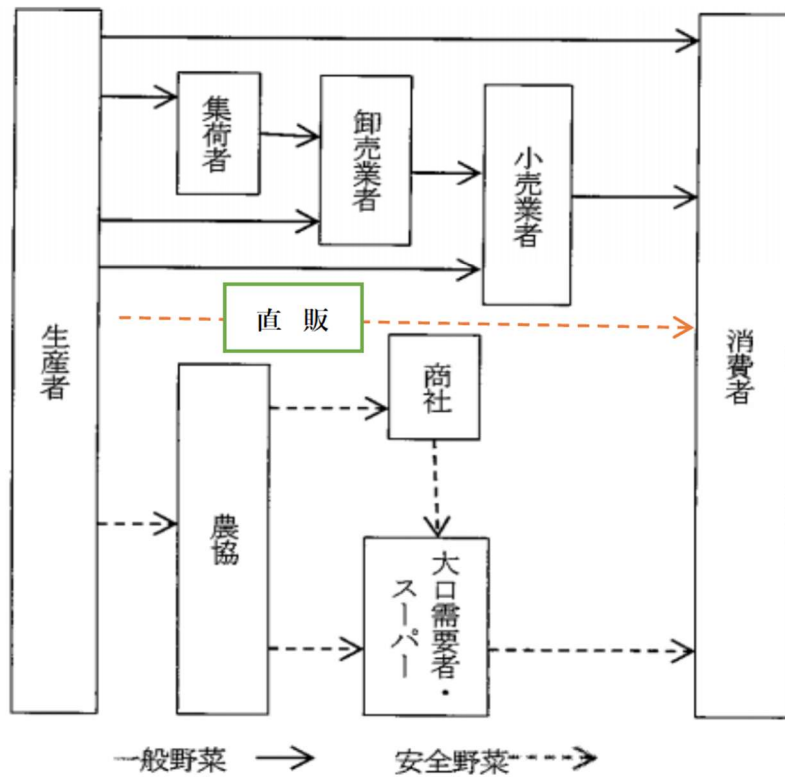 生産者
集荷者
卸売業者
小売業者
消費者
直 販
商社
農協
大口需要者・
スーパー
一般野菜
安全野菜